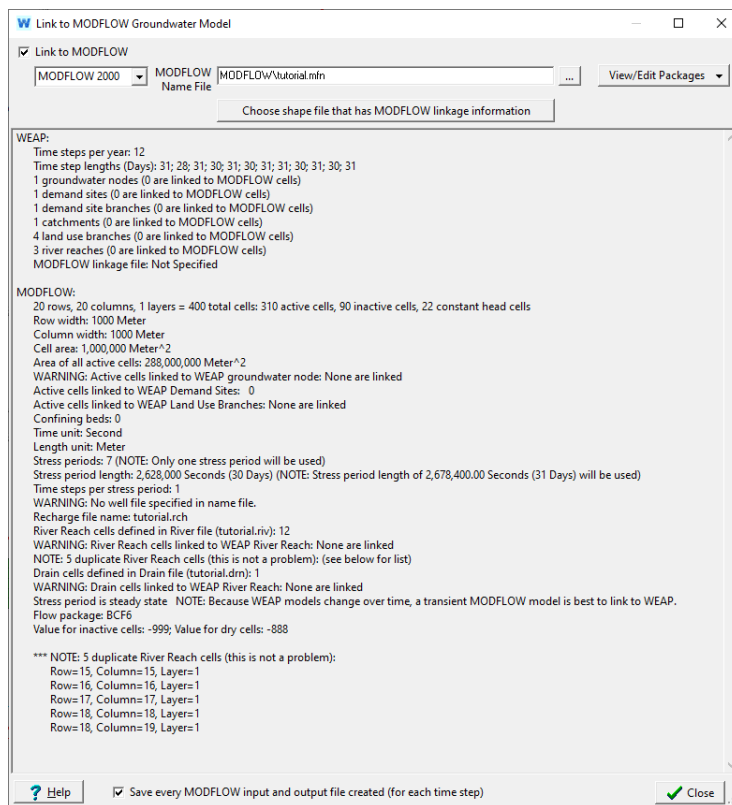 W Link to MODFLOW Groundwater Model
Link to MODFLOW
MODFLOW 2000
MODFLOW Name File
MODFLOW\tutorial.mfn
...
View/Edit Packages
Choose shape file that has MODFLOW linkage information
WEAP:
Time steps per year: 12
Time step lengths (Days): 31; 28; 31; 30; 31; 30; 31; 31; 30; 31; 30; 31
1 groundwater nodes (0 are linked to MODFLOW cells)
1 demand sites (0 are linked to MODFLOW cells)
1 demand site branches (0 are linked to MODFLOW cells)
1 catchments (0 are linked to MODFLOW cells)
4 land use branches (0 are linked to MODFLOW cells)
3 river reaches (0 are linked to MODFLOW cells)
MODFLOW linkage file: Not Specified
MODFLOW:
20 rows, 20 columns, 1 layers = 400 total cells: 310 active cells, 90 inactive cells, 22 constant head cells
Row width: 1000 Meter
Column width: 1000 Meter
Cell area: 1,000,000 Meter^2
Area of all active cells: 288,000,000 Meter^2
WARNING: Active cells linked to WEAP groundwater node: None are linked
Active cells linked to WEAP Demand Sites: 0
Active cells linked to WEAP Land Use Branches: None are linked
Confining beds: 0
Time unit: Second
Length unit: Meter
Stress periods: 7 (NOTE: Only one stress period will be used)
Stress period length: 2,628,000 Seconds (30 Days) (NOTE: Stress period length of 2,678,400.00 Seconds (31 Days) will be used)
Time steps per stress period: 1
WARNING: No well file specified in name file.
Recharge file name: tutorial.rch
River Reach cells defined in River file (tutorial.riv): 12
WARNING: River Reach cells linked to WEAP River Reach: None are linked
NOTE: 5 duplicate River Reach cells (this is not a problem): (see below for list)
Drain cells defined in Drain file (tutorial.drn): 1
WARNING: Drain cells linked to WEAP River Reach: None are linked
Stress period is steady state NOTE: Because WEAP models change over time, a transient MODFLOW model is best to link to WEAP.
Flow package: BCF6
Value for inactive cells: -999; Value for dry cells: -888
*** NOTE: 5 duplicate River Reach cells (this is not a problem):
Row=15, Column=15, Layer=1
Row=16, Column=16, Layer=1
Row=17, Column=17, Layer=1
Row=18, Column=18, Layer=1
Row=18, Column=19, Layer=1
? Help
Save every MODFLOW input and output file created (for each time step)
Close